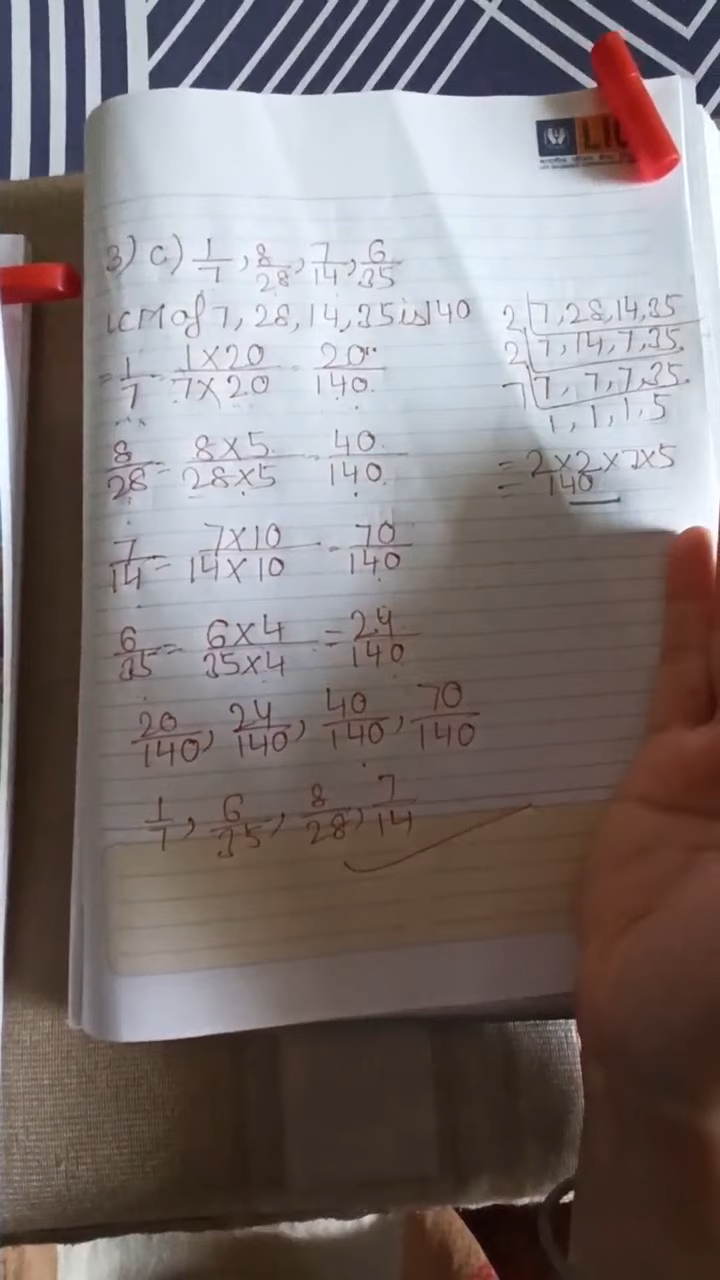 LIC
3) C) 1/7, 8/28, 7/14, 6/35
LCM of 7, 28, 14, 35 is 140
= 1/7 = 1×20/7×20 = 20/140
8/28 = 8×5/28×5 = 40/140
7/14 = 7×10/14×10 = 70/140
6/35 = 6×4/35×4 = 24/140
20/140, 24/140, 40/140, 70/140
1/7, 6/35, 8/28, 7/14
2 | 7, 28, 14, 35
2 | 7, 14, 7, 35
7 | 7, 7, 7, 35
1, 1, 1, 5
= 2×2×7×5
= 140